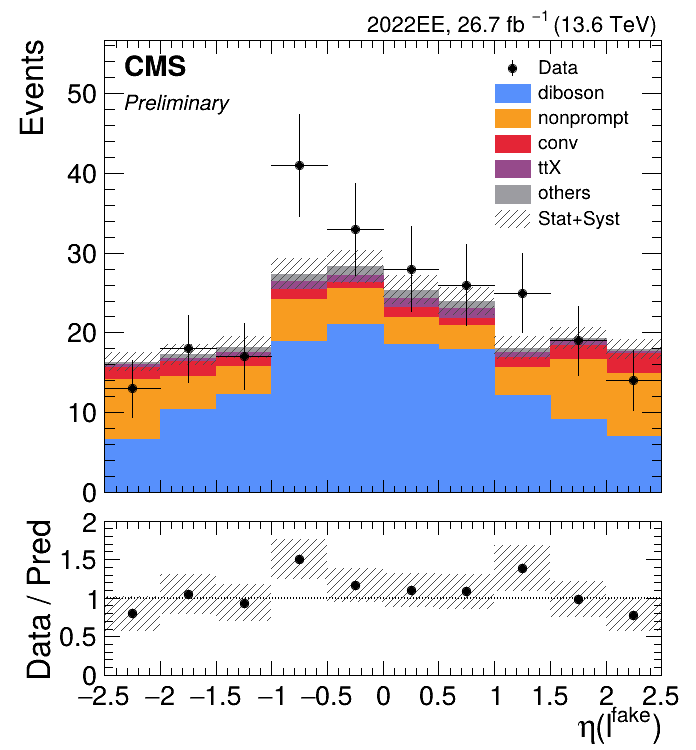 2022EE, 26.7 fb⁻¹ (13.6 TeV)
CMS
Preliminary
Data
diboson
nonprompt
conv
ttX
others
Stat+Syst
Events
50
40
30
20
10
0
Data / Pred
2
1.5
1
0.5
0
−2.5 −2 −1.5 −1 −0.5 0 0.5 1 1.5 2 2.5
η(l^fake)